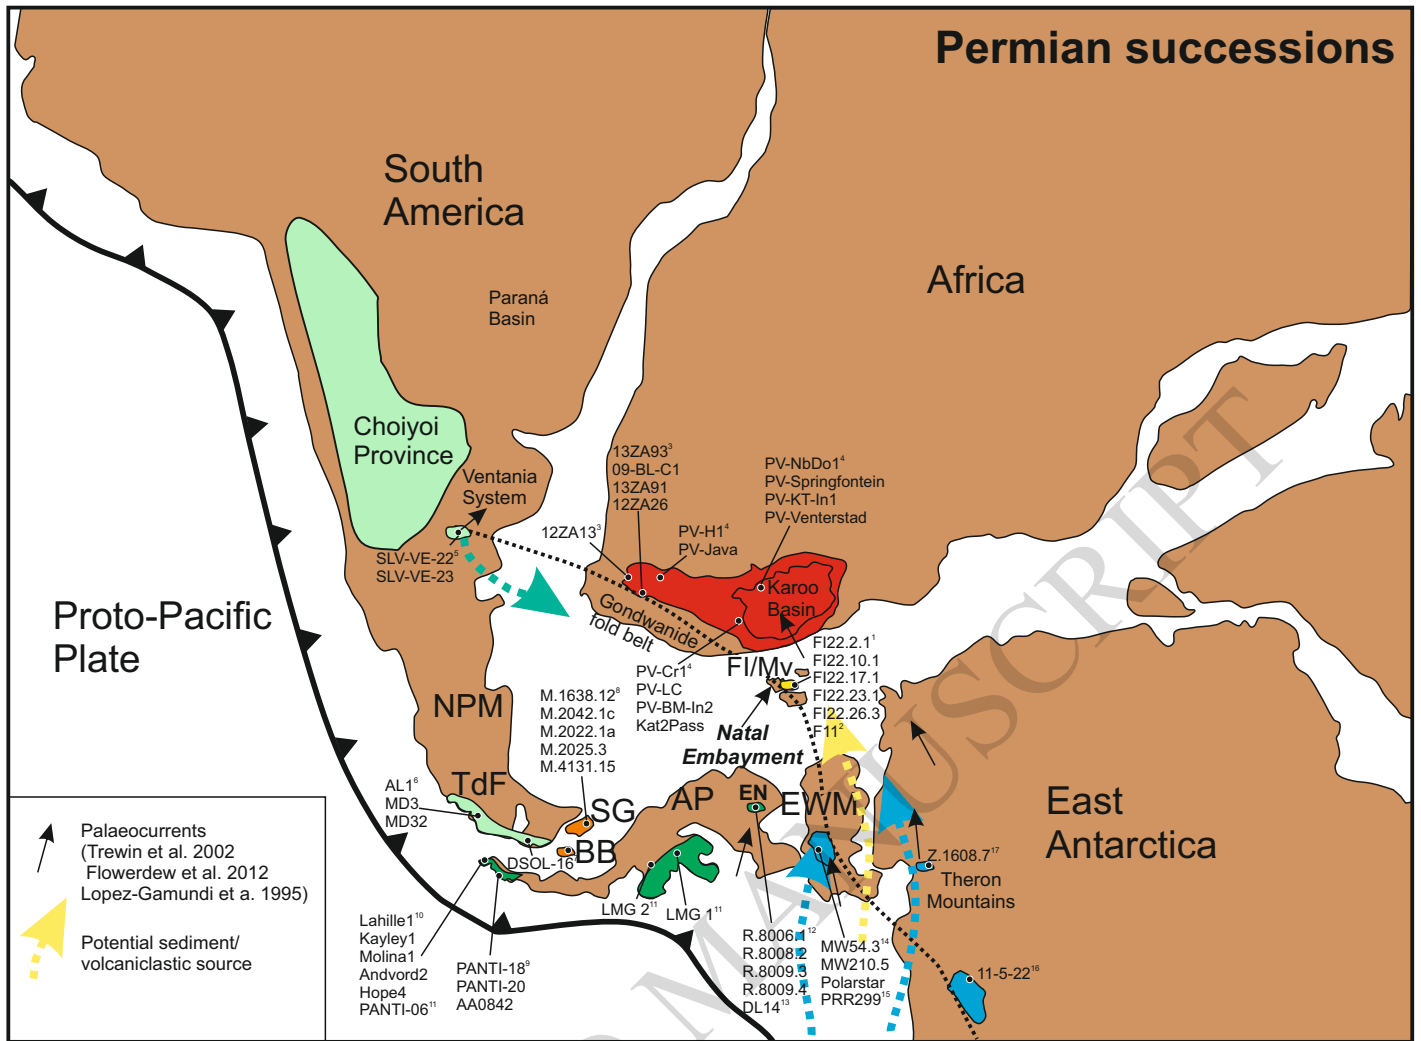 Permian successions
South
America
Africa
Paraná
Basin
Choiyoi
Province
Ventania
System
SLV-VE-22⁵
SLV-VE-23
13ZA93³
09-BL-C1
13ZA91
12ZA26
12ZA13³
PV-H1⁴
PV-Java
PV-NbDo1⁴
PV-Springfontein
PV-KT-In1
PV-Venterstad
Karoo
Basin
Gondwanide
fold belt
Proto-Pacific
Plate
NPM
FI/Mv
FI22.2.1¹
FI22.10.1
FI22.17.1
FI22.23.1
FI22.26.3
F11²
PV-Cr1⁴
PV-LC
PV-BM-In2
Kat2Pass
Natal
Embayment
M.1638.12⁸
M.2042.1c
M.2022.1a
M.2025.3
M.4131.15
TdF
AL1⁶
MD3
MD32
SG
BB
DSOL-16
AP
EN
EWM
East
Antarctica
Z.1608.7¹⁷
Theron
Mountains
LMG 2¹¹
LMG 1¹¹
Lahille1¹⁰
Kayley1
Molina1
Andvord2
Hope4
PANTI-06¹¹
PANTI-18⁹
PANTI-20
AA0842
R.8006.1¹²
R.8008.2
R.8009.3
R.8009.4
DL14¹³
MW54.3¹⁴
MW210.5
Polarstar
PRR299¹⁵
11-5-22¹⁶
Palaeocurrents
(Trewin et al. 2002
Flowerdew et al. 2012
Lopez-Gamundi et a. 1995)
Potential sediment/
volcaniclastic source
MANUSCRIPT